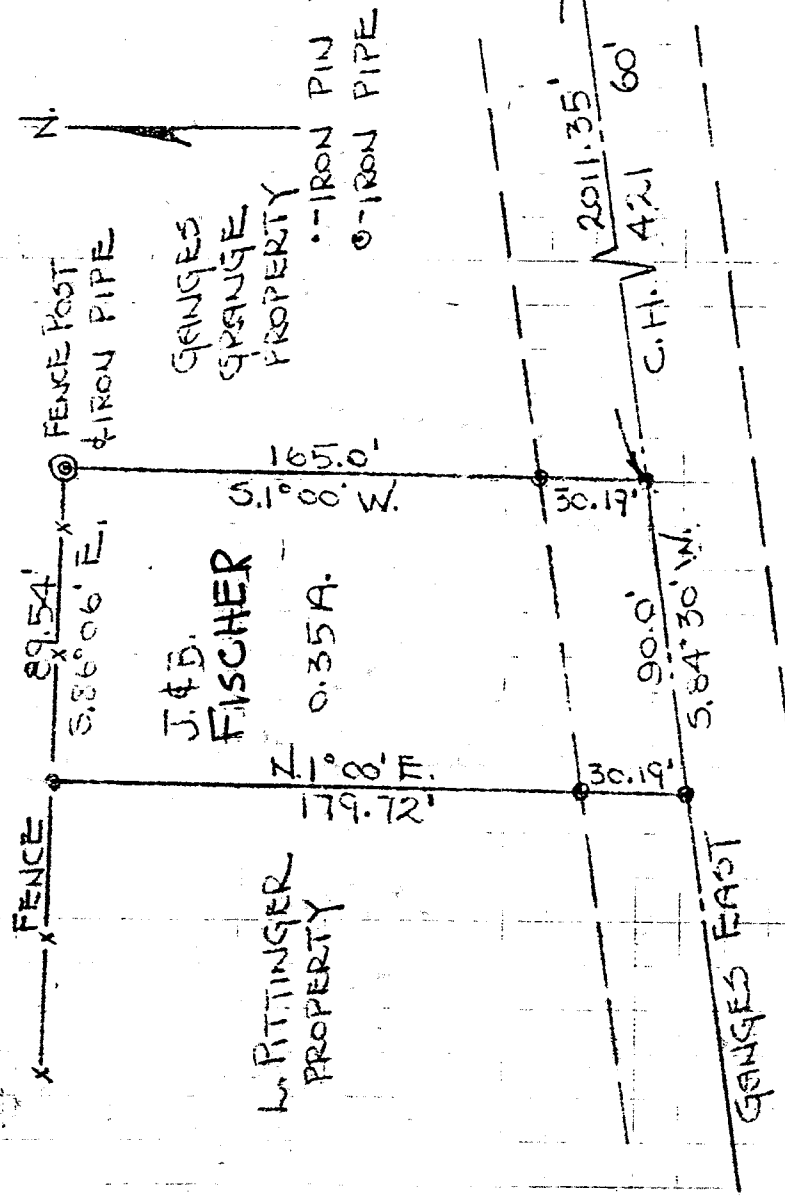 N.
•-IRON PIN
⊙-IRON PIPE
FENCE POST
& IRON PIPE
GANGES
GRANGE
PROPERTY
FENCE
89.54'
S.86°06' E.
165.0'
S.1°00' W.
30.19'
J.& D.
FISCHER
0.35 A.
N.1°00' E.
179.72'
30.19'
L. PITTINGER
PROPERTY
90.0'
S.84°30' W.
2011.35'
C.H. 421
60'
GANGES EAST